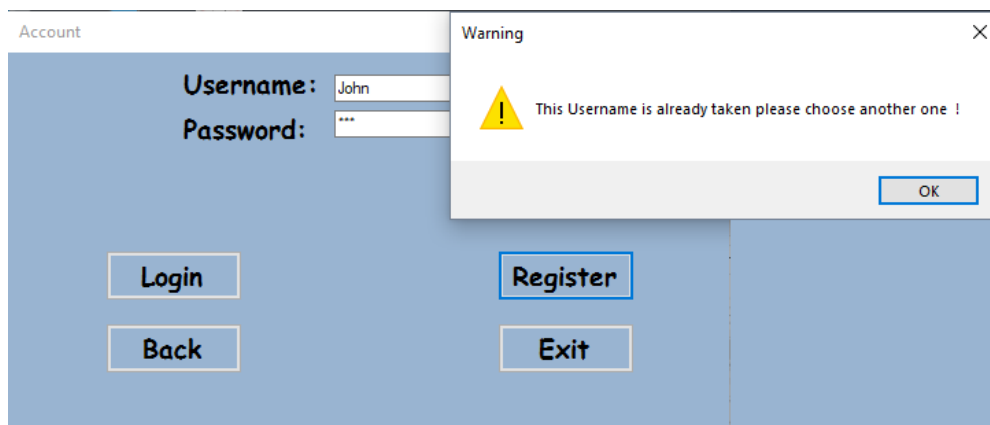 Account
Warning
Username: John
Password: ***
This Username is already taken please choose another one !
OK
Login
Register
Back
Exit